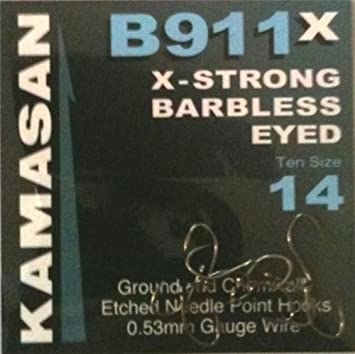 KAMASAN
B911X
X-STRONG
BARBLESS
EYED
Ten Size
14
Ground and Chemically
Etched Needle Point Hooks
0.53mm Gauge Wire